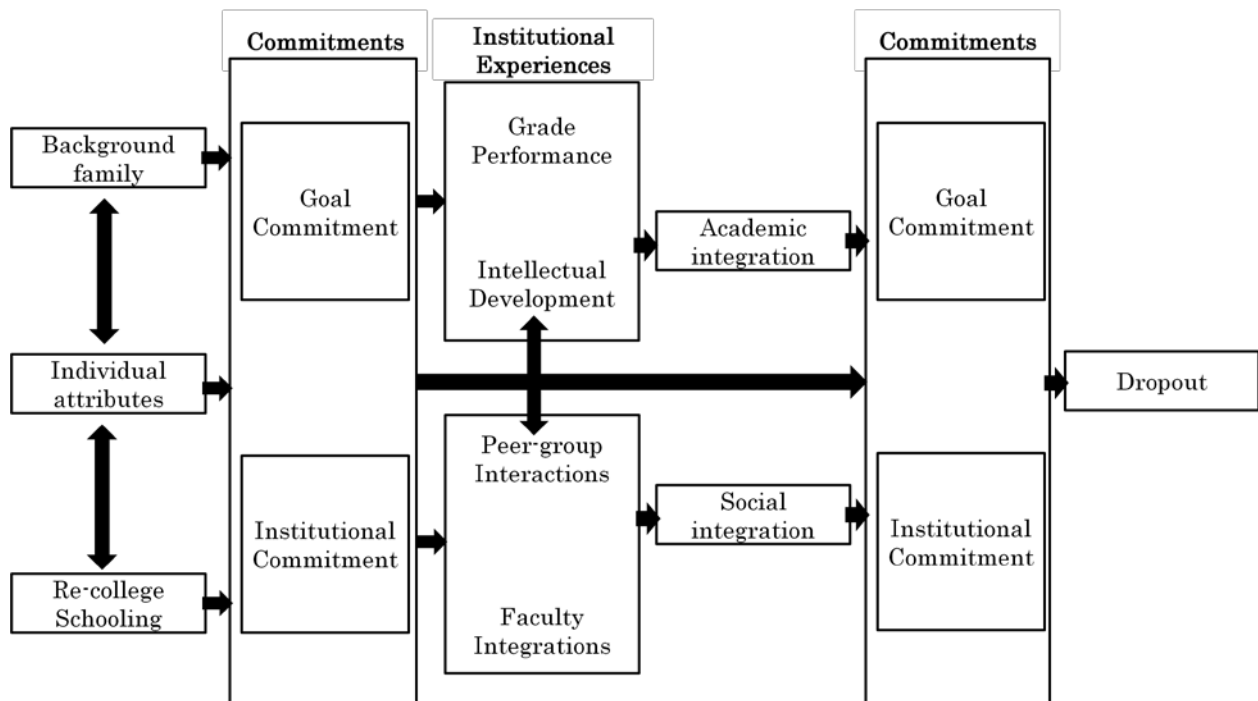 Commitments
Institutional
Experiences
Commitments
Background
family
Individual
attributes
Re-college
Schooling
Goal
Commitment
Institutional
Commitment
Grade
Performance
Intellectual
Development
Peer-group
Interactions
Faculty
Integrations
Academic
integration
Social
integration
Goal
Commitment
Institutional
Commitment
Dropout